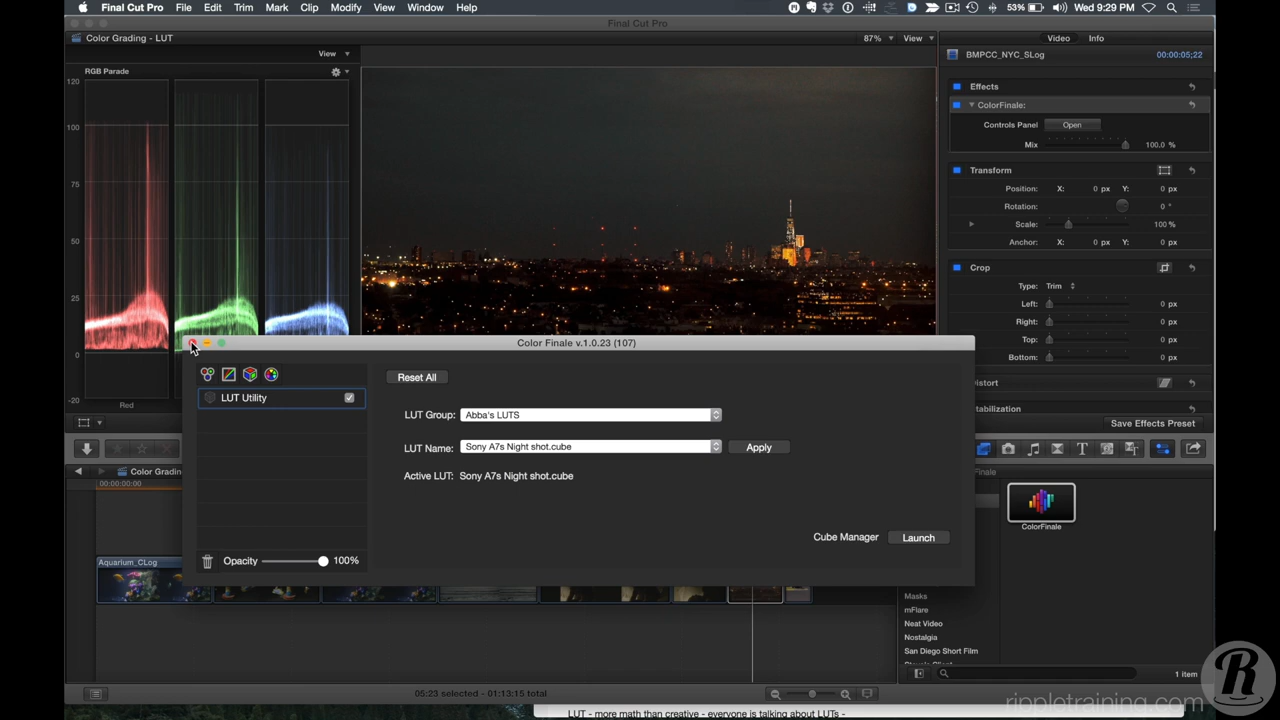 Final Cut Pro File Edit Trim Mark Clip Modify View Window Help 53% Wed 9:29 PM
Final Cut Pro
Color Grading - LUT
87% View
Video Info
View
BMPCC_NYC_SLog 00:00:05;22
RGB Parade
Effects
ColorFinale:
Controls Panel Open
Mix 100.0 %
Transform
Position: X: 0 px Y: 0 px
Rotation: 0 °
Scale: 100 %
Anchor: X: 0 px Y: 0 px
Crop
Type: Trim
Left: 0 px
Right: 0 px
Top: 0 px
Bottom: 0 px
istort
tabilization
Save Effects Preset
120
100
75
50
25
0
-20
Red
Color Finale v.1.0.23 (107)
LUT Utility
Reset All
LUT Group: Abba's LUTS
LUT Name: Sony A7s Night shot.cube Apply
Active LUT: Sony A7s Night shot.cube
Cube Manager Launch
Opacity 100%
Color Gradin
00:00:00:00
Aquarium_CLog
Finale
ColorFinale
Masks
mFlare
Neat Video
Nostalgia
San Diego Short Film
1 item
05:23 selected - 01:13:15 total
LUT - more math than creative - everyone is talking about LUTs -
R
rippletraining.com